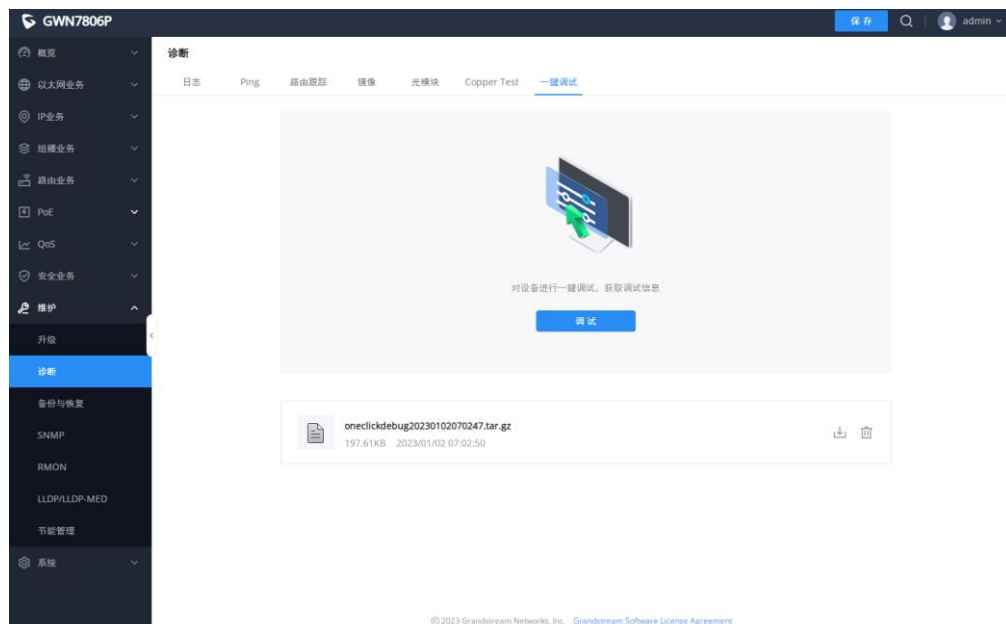 GWN7806P
保存
admin
概览
以太网业务
IP业务
组播业务
路由业务
PoE
QoS
安全业务
维护
升级
诊断
备份与恢复
SNMP
RMON
LLDP/LLDP-MED
节能管理
系统
诊断
日志 Ping 路由跟踪 镜像 光模块 Copper Test 一键调试
对设备进行一键调试，获取调试信息
调试
oneclickdebug20230102070247.tar.gz
197.61KB 2023/01/02 07:02:50
© 2023 Grandstream Networks, Inc. Grandstream Software License Agreement